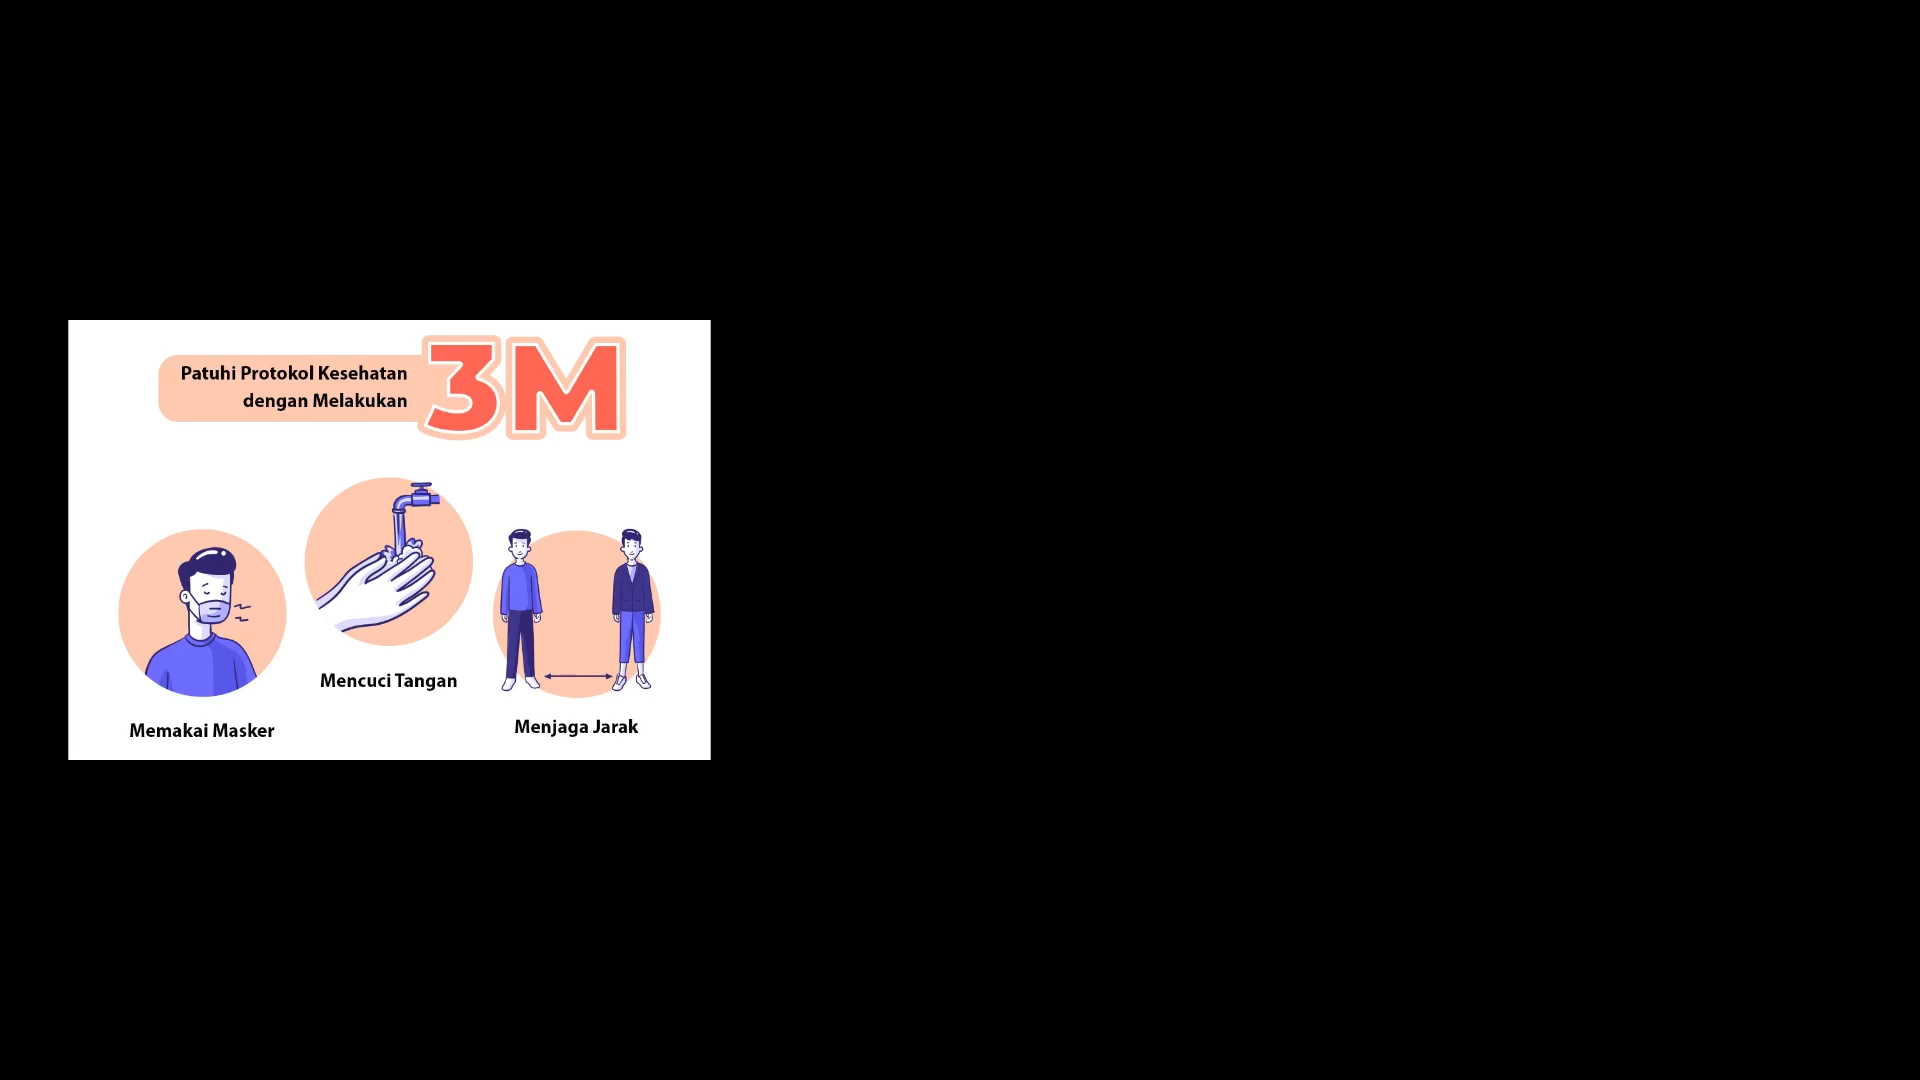 Patuhi Protokol Kesehatan
dengan Melakukan
3M
Memakai Masker
Mencuci Tangan
Menjaga Jarak